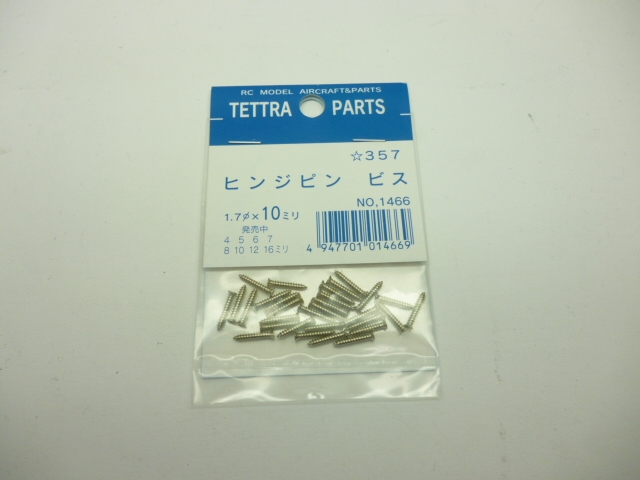 RC MODEL AIRCRAFT&PARTS
TETTRA PARTS
☆357
ヒンジピン ビス
NO,1466
1.7φ×10ミリ
発売中
4 5 6 7
8 10 12 16ミリ
4 947701 014669